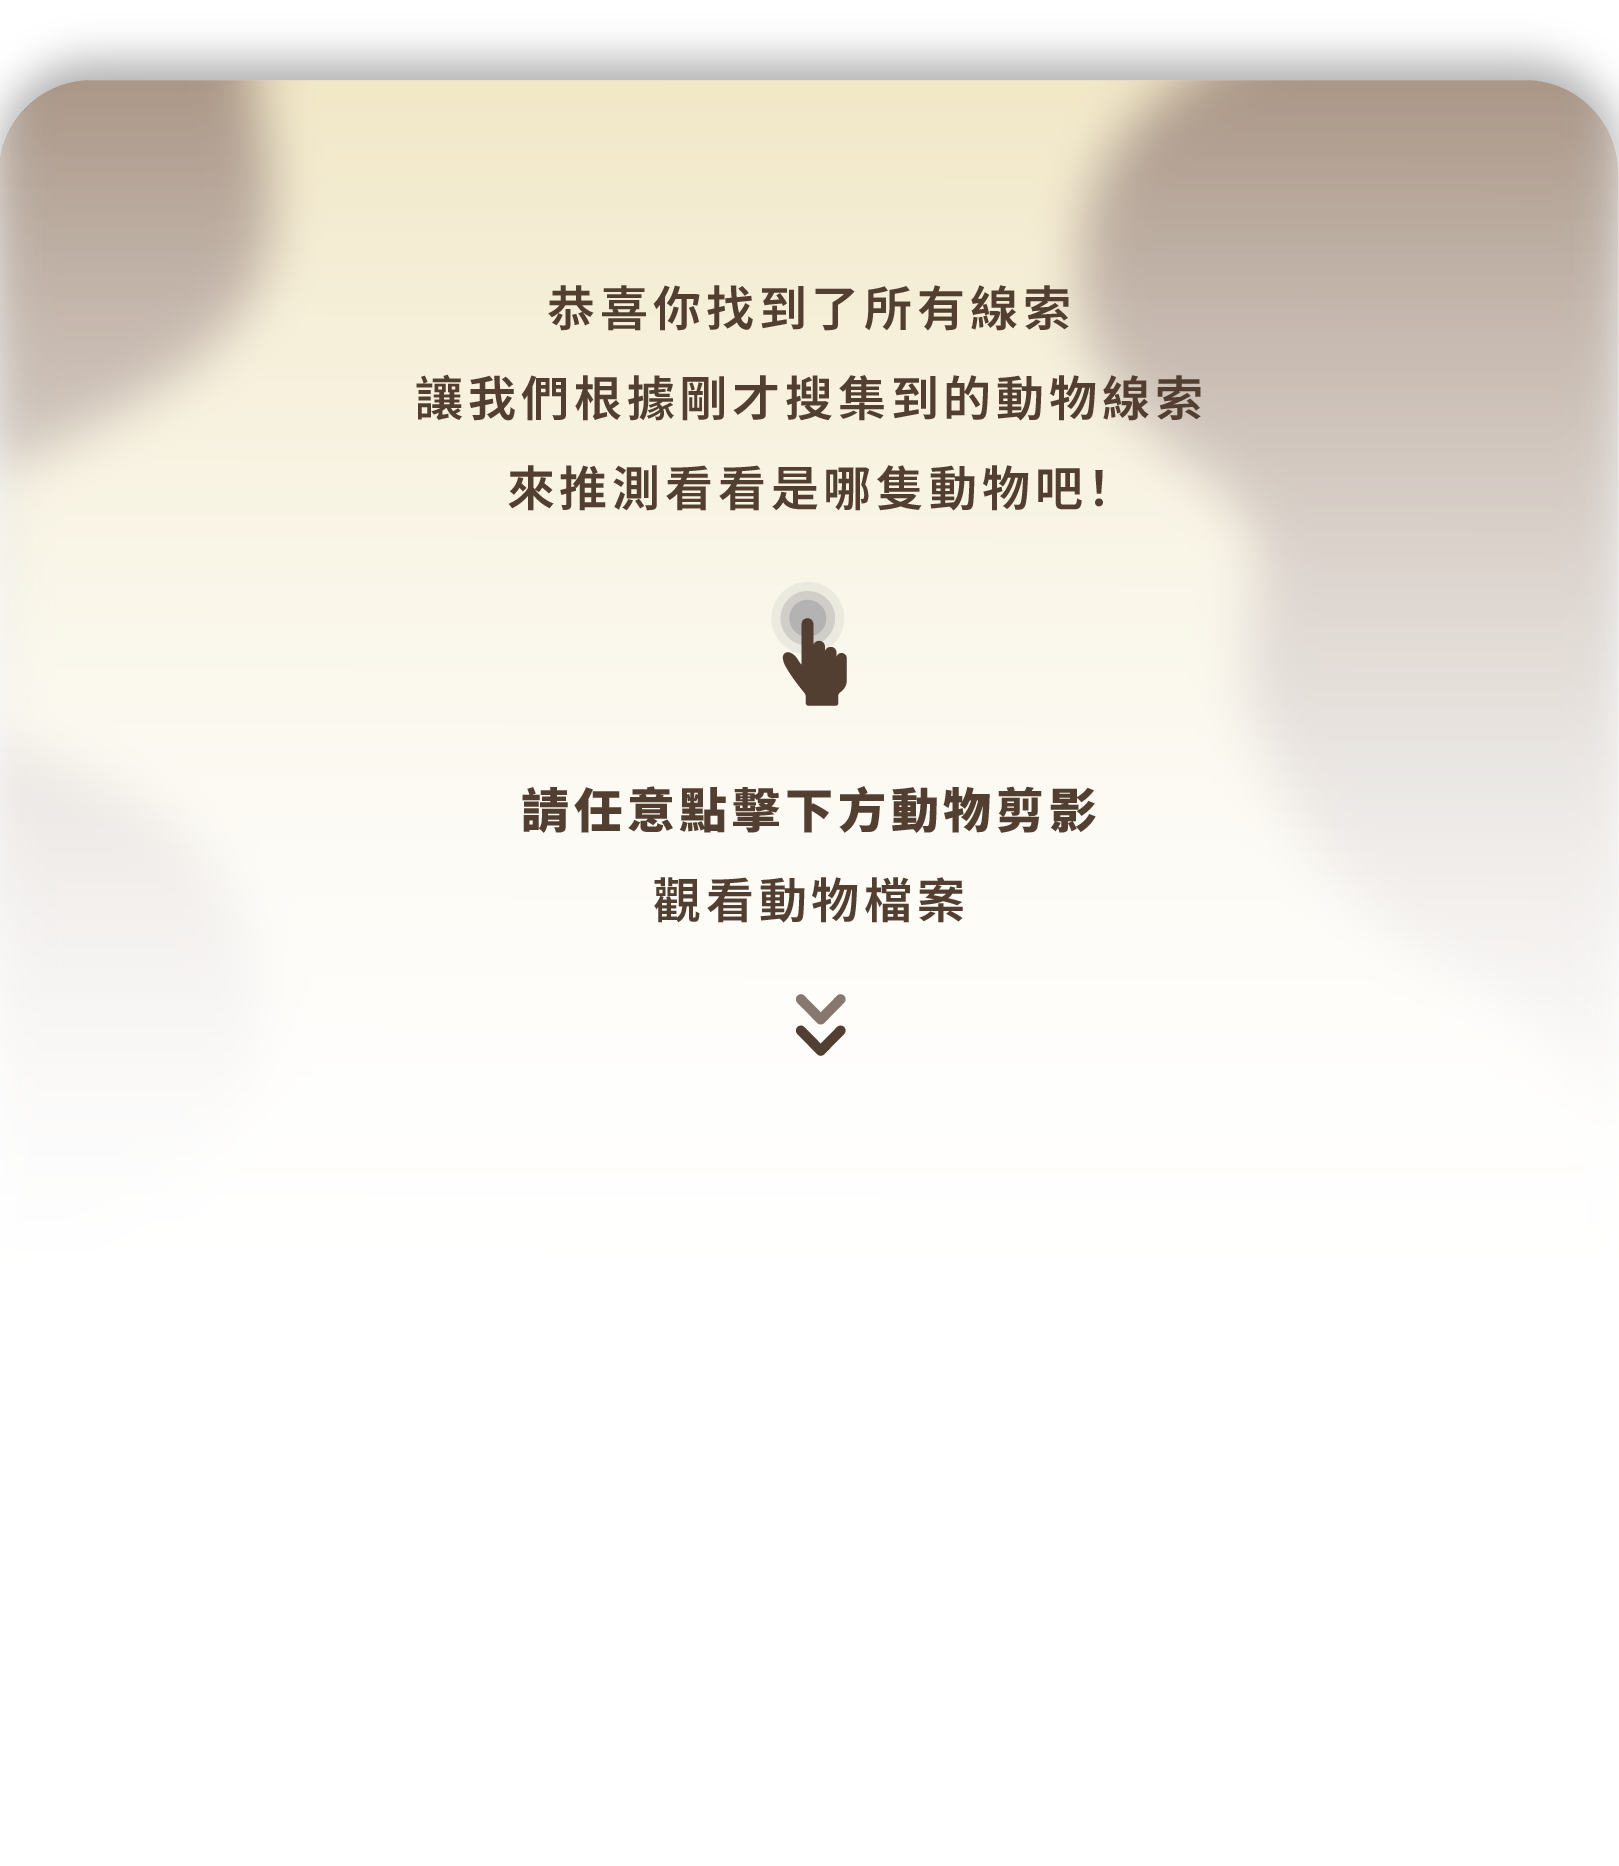 恭喜你找到了所有線索
讓我們根據剛才搜集到的動物線索
來推測看看是哪隻動物吧！
請任意點擊下方動物剪影
觀看動物檔案